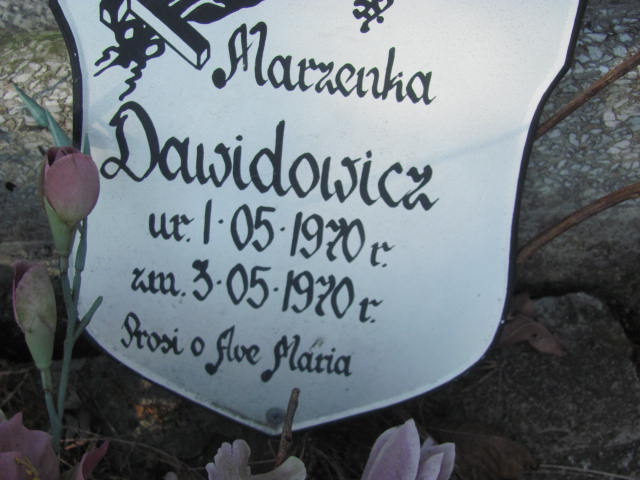 Marzenka
Dawidowicz
ur. 1·05·1970 r.
zm. 3·05·1970 r.
Prosi o Ave Maria